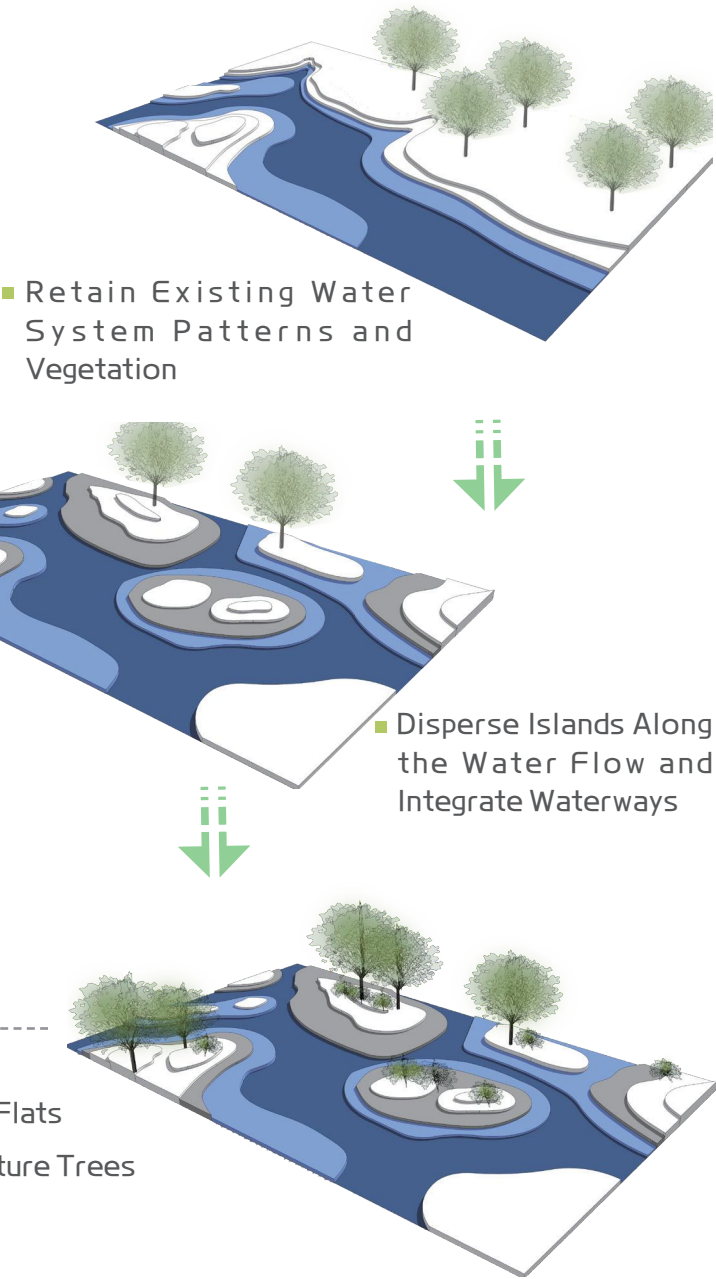 Retain Existing Water
System Patterns and
Vegetation
Disperse Islands Along
the Water Flow and
Integrate Waterways
Flats
ture Trees